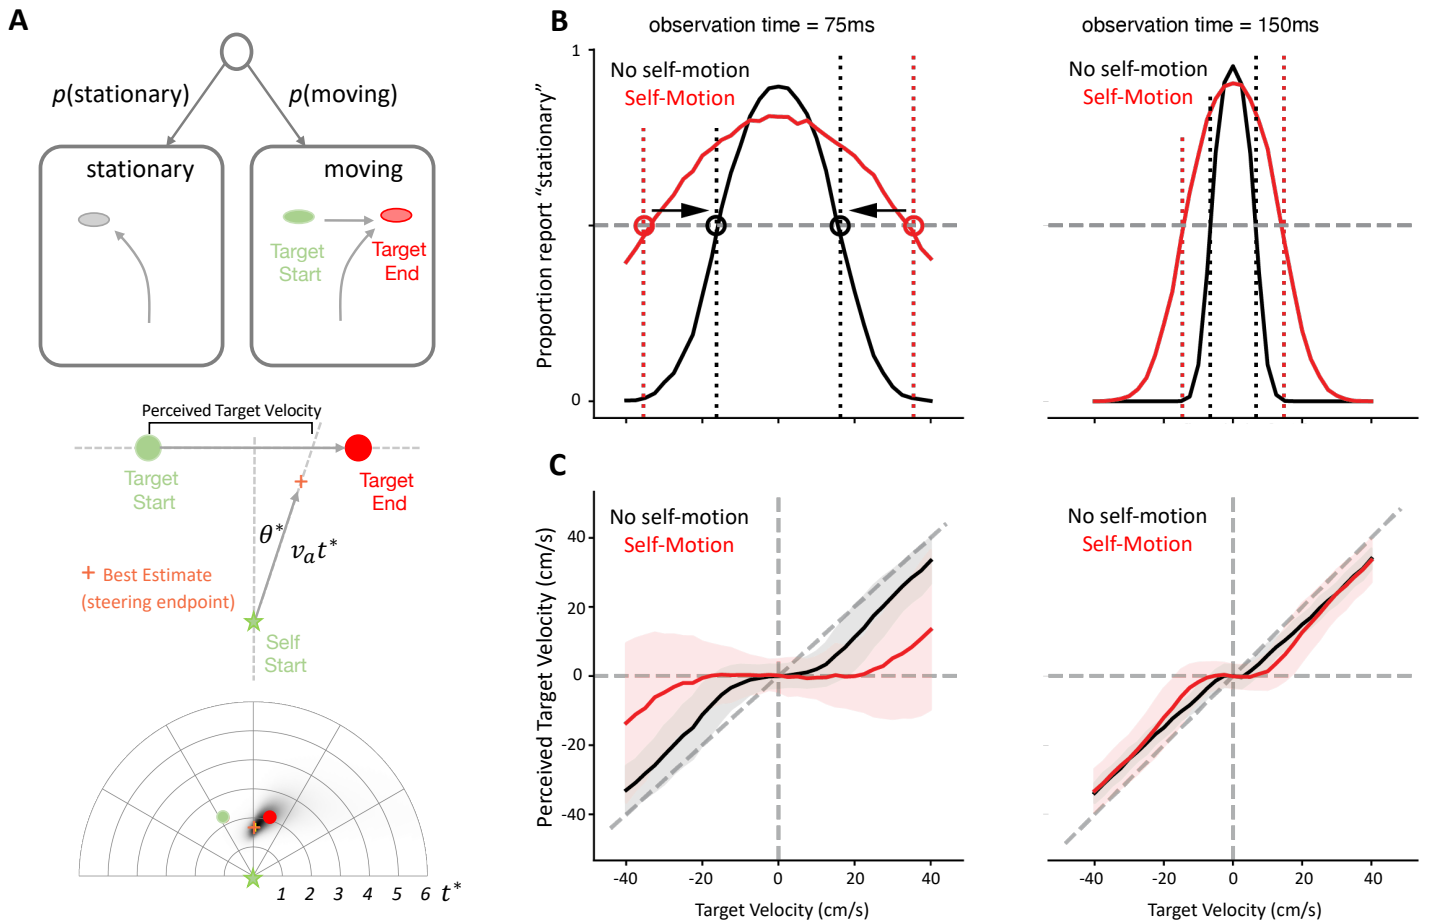 A
p(stationary)
p(moving)
stationary
moving
Target
Start
Target
End
Perceived Target Velocity
Target
Start
Target
End
θ*
vₐt*
+ Best Estimate
(steering endpoint)
Self
Start
1 2 3 4 5 6 t*
B
observation time = 75ms
observation time = 150ms
1
0
Proportion report “stationary”
No self-motion
Self-Motion
No self-motion
Self-Motion
C
No self-motion
Self-Motion
No self-motion
Self-Motion
Perceived Target Velocity (cm/s)
40
20
0
-20
-40
-40 -20 0 20 40
-40 -20 0 20 40
Target Velocity (cm/s)
Target Velocity (cm/s)